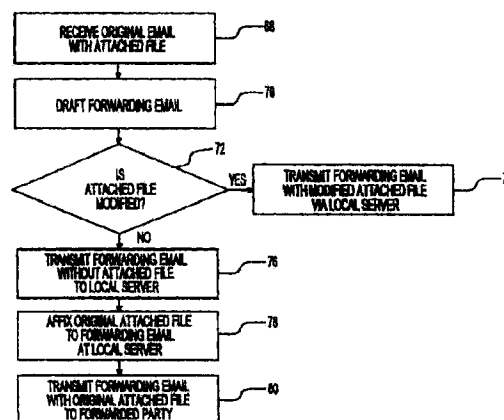 RECEIVE ORIGINAL EMAIL
WITH ATTACHED FILE
68
DRAFT FORWARDING EMAIL
70
72
IS
ATTACHED FILE
MODIFIED?
YES
TRANSMIT FORWARDING EMAIL
WITH MODIFIED ATTACHED FILE
VIA LOCAL SERVER
NO
TRANSMIT FORWARDING EMAIL
WITHOUT ATTACHED FILE
TO LOCAL SERVER
76
AFFIX ORIGINAL ATTACHED FILE
TO FORWARDING EMAIL
AT LOCAL SERVER
78
TRANSMIT FORWARDING EMAIL
WITH ORIGINAL ATTACHED FILE
TO FORWARDED PARTY
80